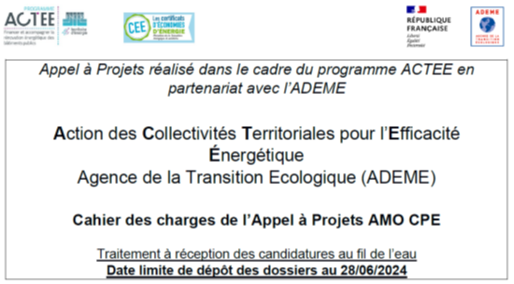 PROGRAMME
ACTEE
Financer et accompagner la
rénovation énergétique des
bâtiments publics
CEE
Les certificats
D'ÉCONOMIES
D'ÉNERGIE
RÉPUBLIQUE
FRANÇAISE
Liberté
Égalité
Fraternité
ADEME
AGENCE DE LA
TRANSITION
ÉCOLOGIQUE
Appel à Projets réalisé dans le cadre du programme ACTEE en
partenariat avec l'ADEME
Action des Collectivités Territoriales pour l'Efficacité
Énergétique
Agence de la Transition Ecologique (ADEME)
Cahier des charges de l'Appel à Projets AMO CPE
Traitement à réception des candidatures au fil de l'eau
Date limite de dépôt des dossiers au 28/06/2024